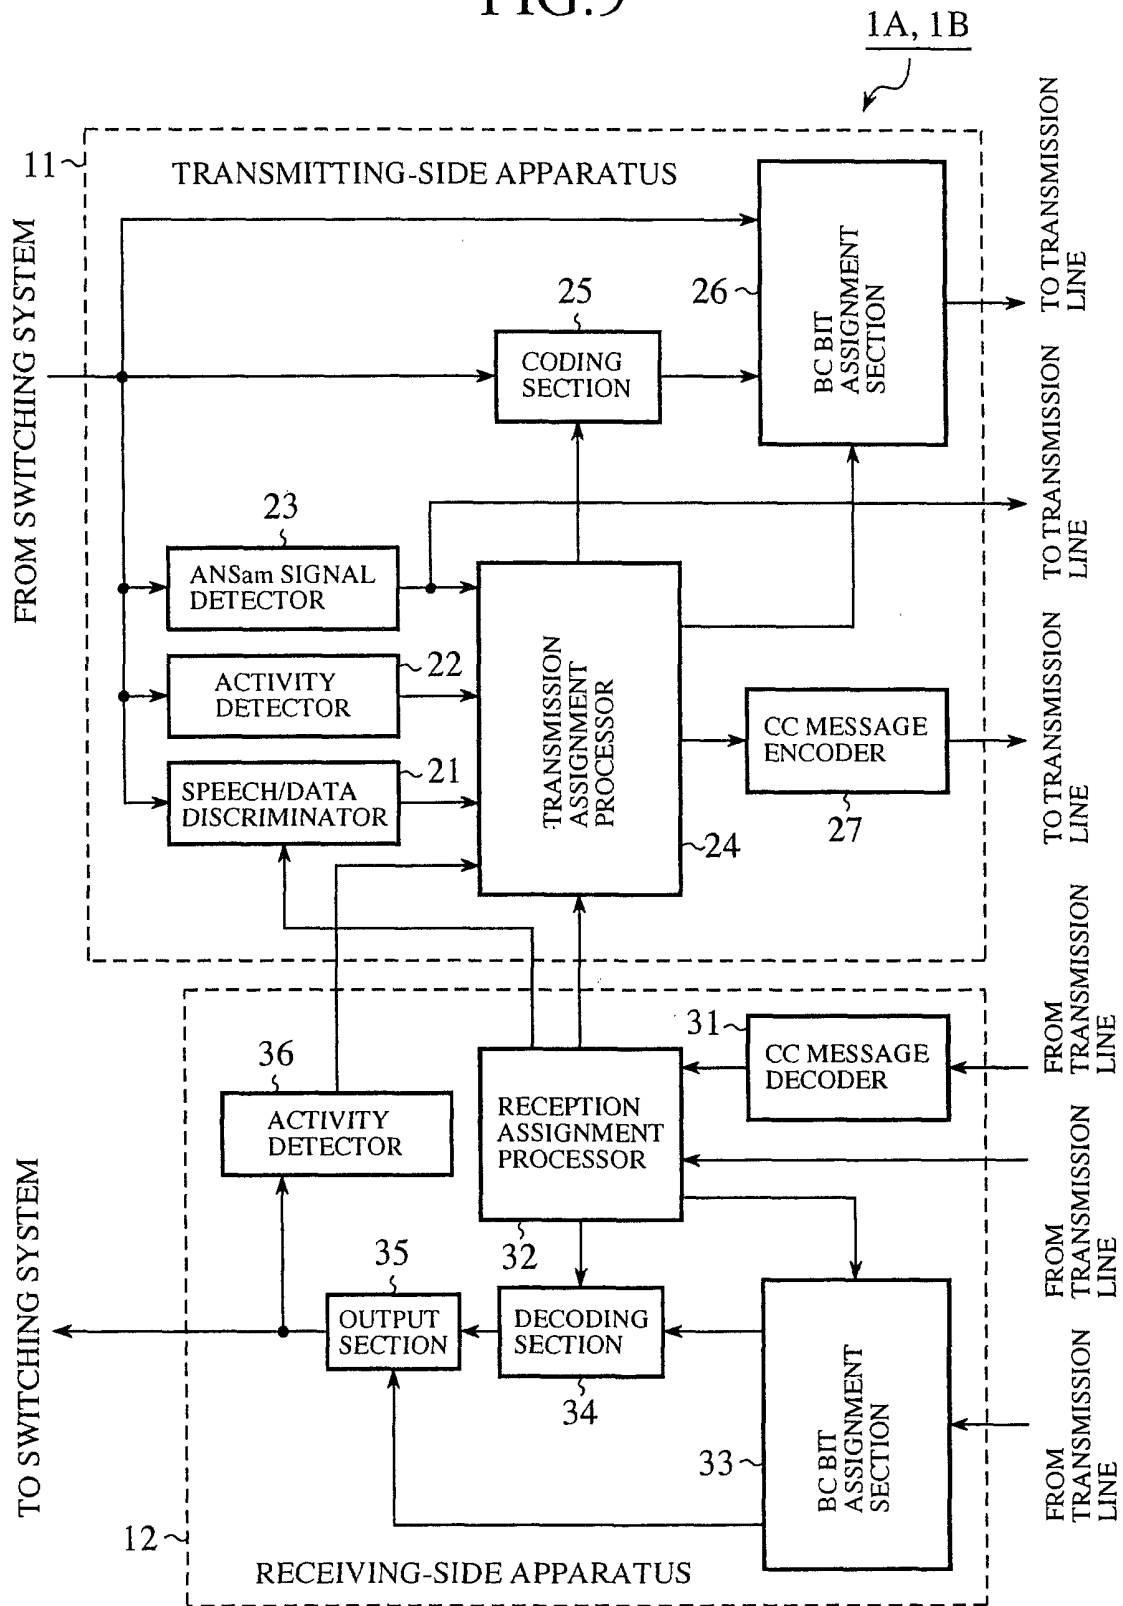 FIG.9
1A, 1B
11
TRANSMITTING-SIDE APPARATUS
FROM SWITCHING SYSTEM
TO TRANSMISSION
LINE
26
BC BIT
ASSIGNMENT
SECTION
25
CODING
SECTION
TO TRANSMISSION
LINE
23
ANSam SIGNAL
DETECTOR
22
ACTIVITY
DETECTOR
21
SPEECH/DATA
DISCRIMINATOR
TRANSMISSION
ASSIGNMENT
PROCESSOR
24
CC MESSAGE
ENCODER
27
TO TRANSMISSION
LINE
FROM TRANSMISSION
LINE
31
CC MESSAGE
DECODER
36
ACTIVITY
DETECTOR
RECEPTION
ASSIGNMENT
PROCESSOR
32
FROM TRANSMISSION
LINE
TO SWITCHING SYSTEM
35
OUTPUT
SECTION
DECODING
SECTION
34
33
BC BIT
ASSIGNMENT
SECTION
FROM TRANSMISSION
LINE
12
RECEIVING-SIDE APPARATUS